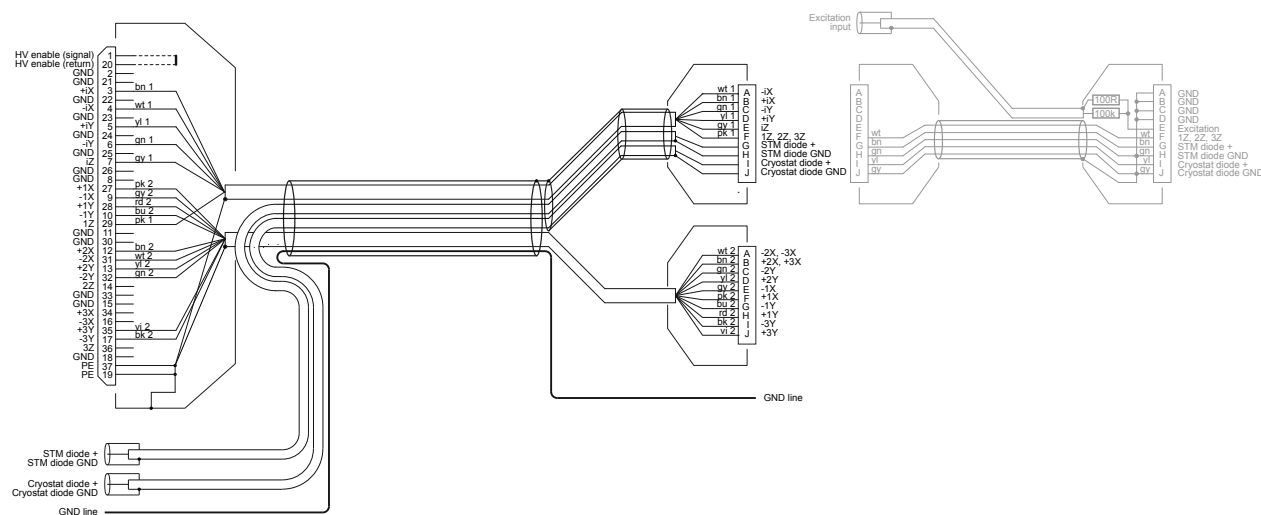 Excitation
input
HV enable (signal) 1
HV enable (return) 20
GND 2
GND 21
+iX 3 bn 1
GND 22
-iX 4 wt 1
GND 23
+iY 5 yl 1
GND 24
-iY 6 gn 1
GND 25
iZ 7 gy 1
GND 26
GND 8
+1X 27 pk 2
-1X 9 gy 2
+1Y 28 rd 2
-1Y 10 bu 2
1Z 29 pk 1
GND 11
GND 30
+2X 12 bn 2
-2X 31 wt 2
+2Y 13 yl 2
-2Y 32 gn 2
2Z 14
GND 33
GND 15
+3X 34
-3X 16
+3Y 35 vi 2
-3Y 17 bk 2
3Z 36
GND 18
PE 37
PE 19
wt 1 A -iX
bn 1 B +iX
gn 1 C -iY
yl 1 D +iY
gy 1 E iZ
pk 1 F 1Z, 2Z, 3Z
G STM diode +
H STM diode GND
I Cryostat diode +
J Cryostat diode GND
wt 2 A -2X, -3X
bn 2 B +2X, +3X
gn 2 C -2Y
yl 2 D +2Y
gy 2 E -1X
pk 2 F +1X
bu 2 G -1Y
rd 2 H +1Y
bk 2 I -3Y
vi 2 J +3Y
GND line
A
B
C
D
E
F wt
G bn
H gn
I yl
J gy
100R
100k
A GND
B GND
C GND
D GND
E Excitation
wt F 1Z, 2Z, 3Z
bn G STM diode +
gn H STM diode GND
yl I Cryostat diode +
gy J Cryostat diode GND
STM diode +
STM diode GND
Cryostat diode +
Cryostat diode GND
GND line